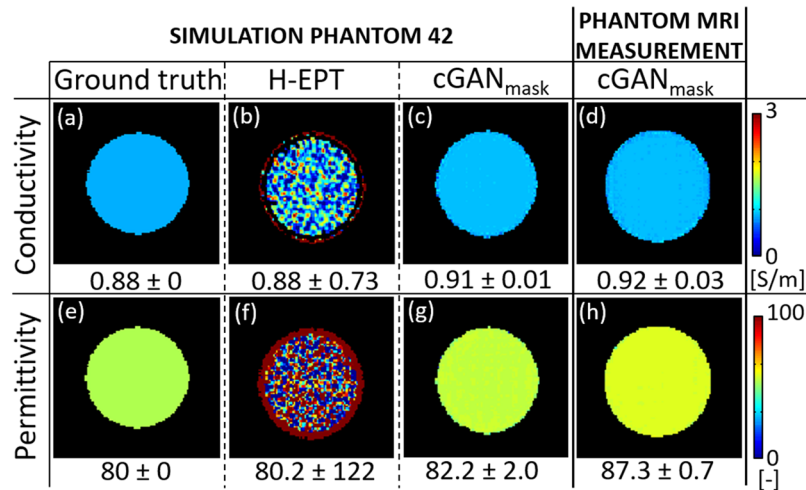 SIMULATION PHANTOM 42
PHANTOM MRI
MEASUREMENT
Ground truth
H-EPT
cGANmask
cGANmask
Conductivity
(a)
(b)
(c)
(d)
3
0
[S/m]
0.88 ± 0
0.88 ± 0.73
0.91 ± 0.01
0.92 ± 0.03
Permittivity
(e)
(f)
(g)
(h)
100
0
[-]
80 ± 0
80.2 ± 122
82.2 ± 2.0
87.3 ± 0.7